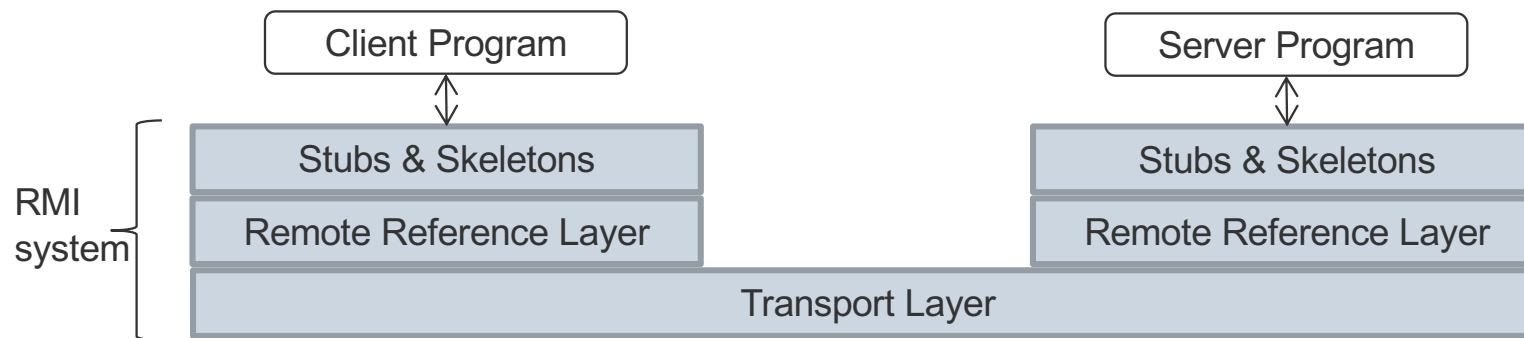 Client Program
Server Program
Stubs & Skeletons
Stubs & Skeletons
RMI
system
Remote Reference Layer
Remote Reference Layer
Transport Layer